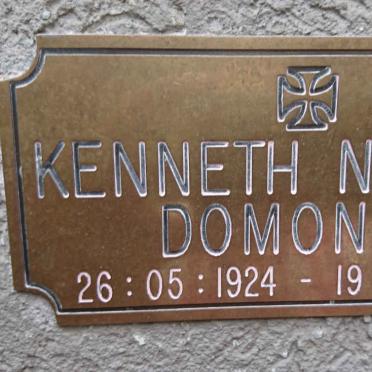 KENNETH N
DOMON
26 : 05 : 1924 - 19